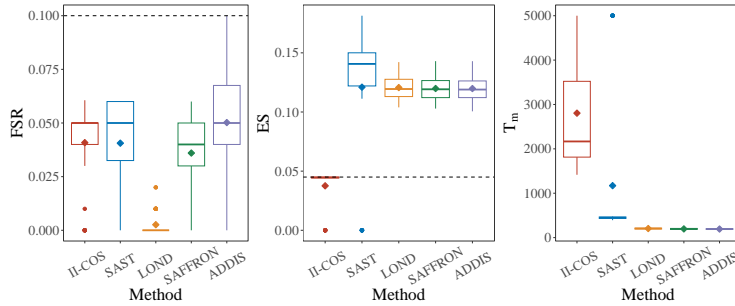 FSR
0.100
0.075
0.050
0.025
0.000
II-COS SAST LOND SAFFRON ADDIS
Method
ES
0.15
0.10
0.05
0.00
II-COS SAST LOND SAFFRON ADDIS
Method
Tm
5000
4000
3000
2000
1000
0
II-COS SAST LOND SAFFRON ADDIS
Method